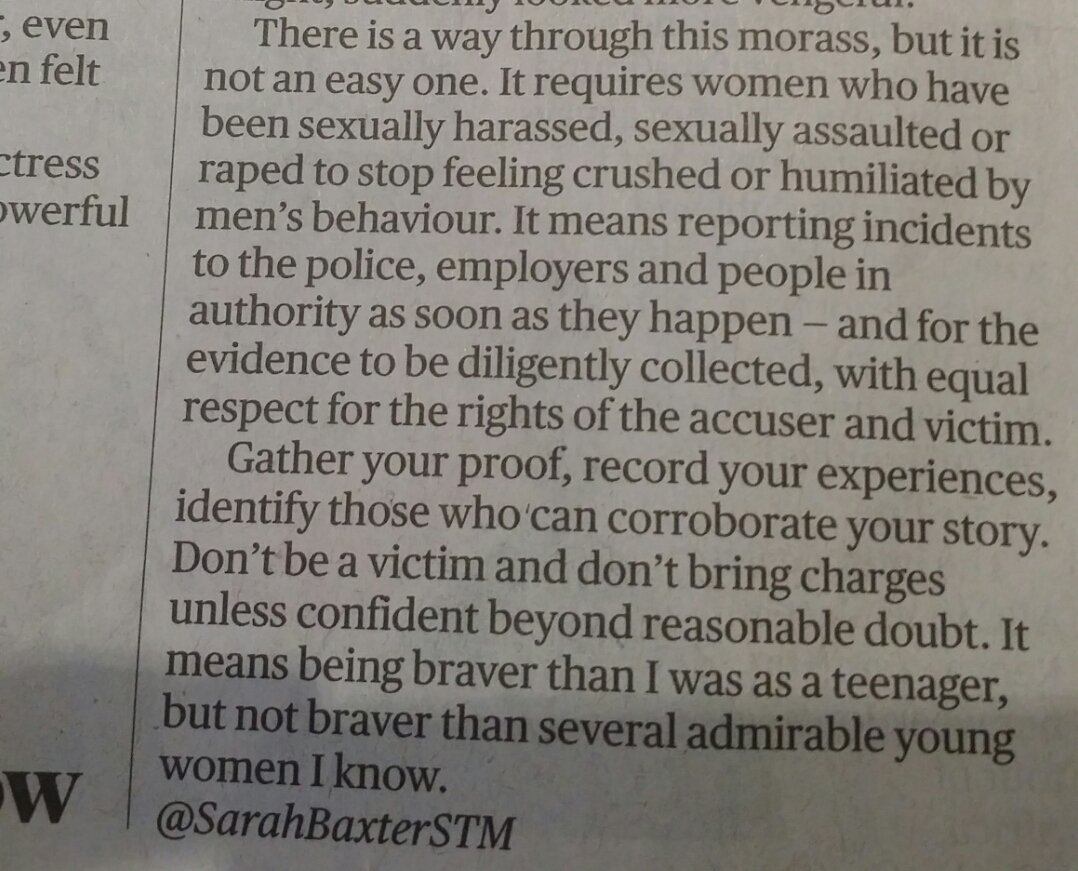 , even
en felt
ctress
owerful
ow
There is a way through this morass, but it is
not an easy one. It requires women who have
been sexually harassed, sexually assaulted or
raped to stop feeling crushed or humiliated by
men's behaviour. It means reporting incidents
to the police, employers and people in
authority as soon as they happen – and for the
evidence to be diligently collected, with equal
respect for the rights of the accuser and victim.
Gather your proof, record your experiences,
identify those who can corroborate your story.
Don't be a victim and don't bring charges
unless confident beyond reasonable doubt. It
means being braver than I was as a teenager,
but not braver than several admirable young
women I know.
@SarahBaxterSTM